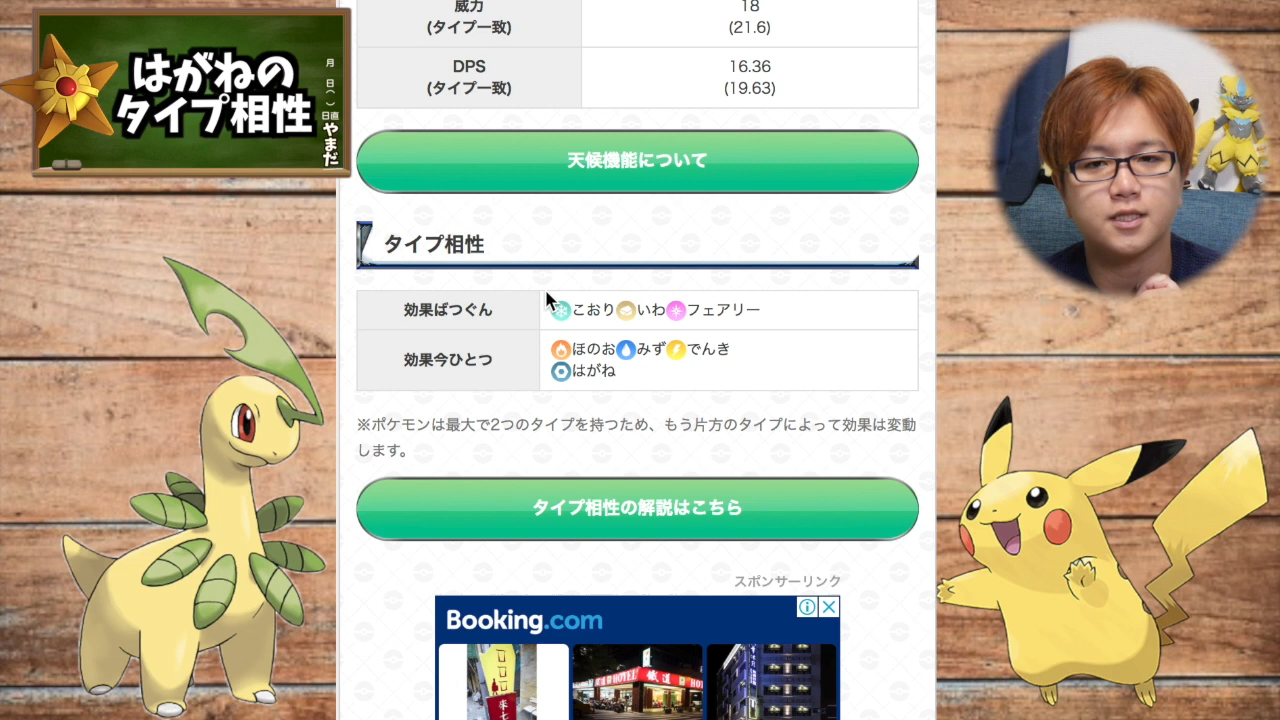 はがねの
タイプ相性
月
日(
)
日直
やまだ
威力
(タイプ一致)
18
(21.6)
DPS
(タイプ一致)
16.36
(19.63)
天候機能について
タイプ相性
効果ばつぐん
こおり いわ フェアリー
効果今ひとつ
ほのお みず でんき
はがね
※ポケモンは最大で2つのタイプを持つため、もう片方のタイプによって効果は変動
します。
タイプ相性の解説はこちら
スポンサーリンク
Booking.com
HOTEL